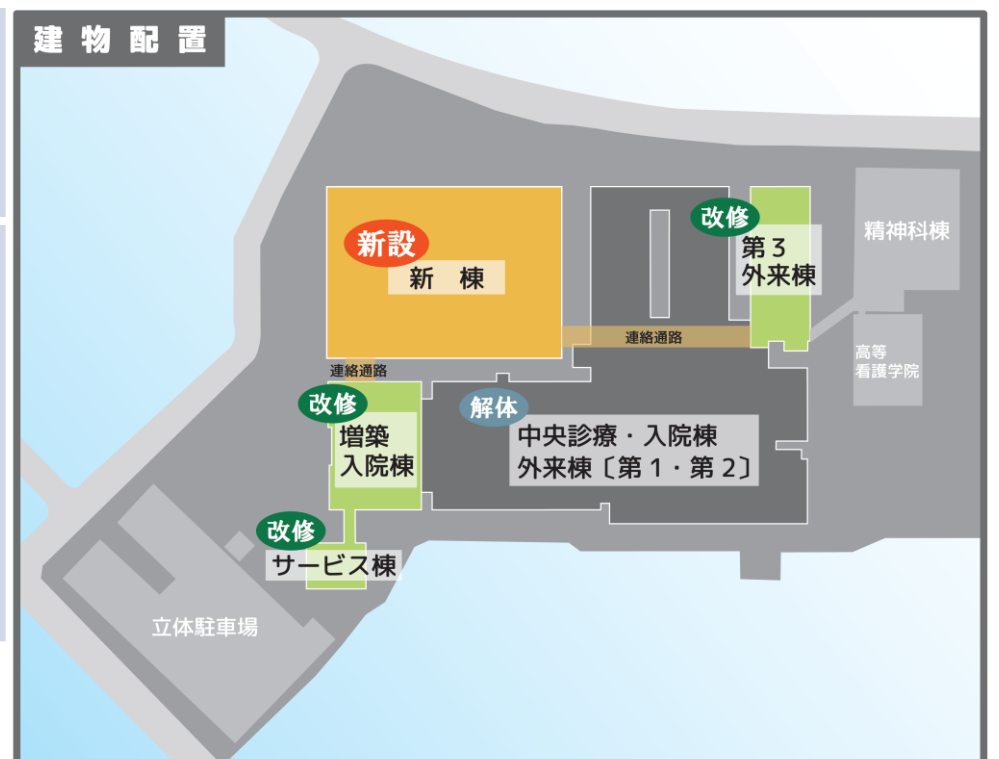 建物配置
新設
新 棟
改修
第3
外来棟
精神科棟
連絡通路
高等
看護学院
連絡通路
改修
増築
入院棟
解体
中央診療・入院棟
外来棟〔第1・第2〕
改修
サービス棟
立体駐車場